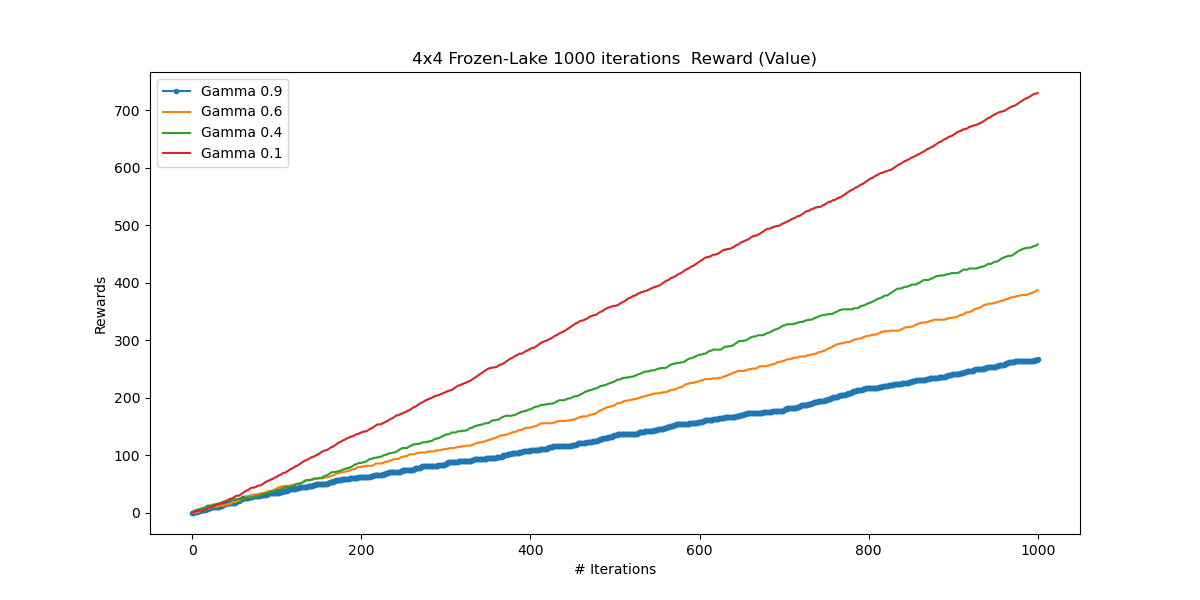 4x4 Frozen-Lake 1000 iterations  Reward (Value)
Gamma 0.9
Gamma 0.6
Gamma 0.4
Gamma 0.1
700
600
500
400
300
200
100
0
Rewards
0 200 400 600 800 1000
# Iterations